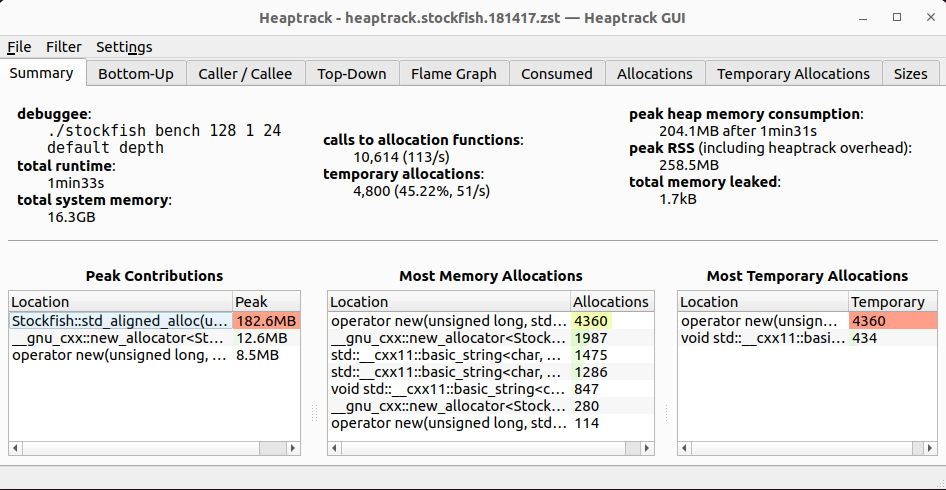 Heaptrack - heaptrack.stockfish.181417.zst — Heaptrack GUI
File Filter Settings
Summary Bottom-Up Caller / Callee Top-Down Flame Graph Consumed Allocations Temporary Allocations Sizes
debuggee:
./stockfish bench 128 1 24
default depth
total runtime:
1min33s
total system memory:
16.3GB
calls to allocation functions:
10,614 (113/s)
temporary allocations:
4,800 (45.22%, 51/s)
peak heap memory consumption:
204.1MB after 1min31s
peak RSS (including heaptrack overhead):
258.5MB
total memory leaked:
1.7kB
Peak Contributions
Location Peak
Stockfish::std_aligned_alloc(u... 182.6MB
__gnu_cxx::new_allocator<St... 12.6MB
operator new(unsigned long, ... 8.5MB
Most Memory Allocations
Location Allocations
operator new(unsigned long, std... 4360
__gnu_cxx::new_allocator<Stock... 1987
std::__cxx11::basic_string<char, ... 1475
std::__cxx11::basic_string<char, ... 1286
void std::__cxx11::basic_string<c... 847
__gnu_cxx::new_allocator<Stock... 280
operator new(unsigned long, std... 114
Most Temporary Allocations
Location Temporary
operator new(unsign... 4360
void std::__cxx11::basi... 434